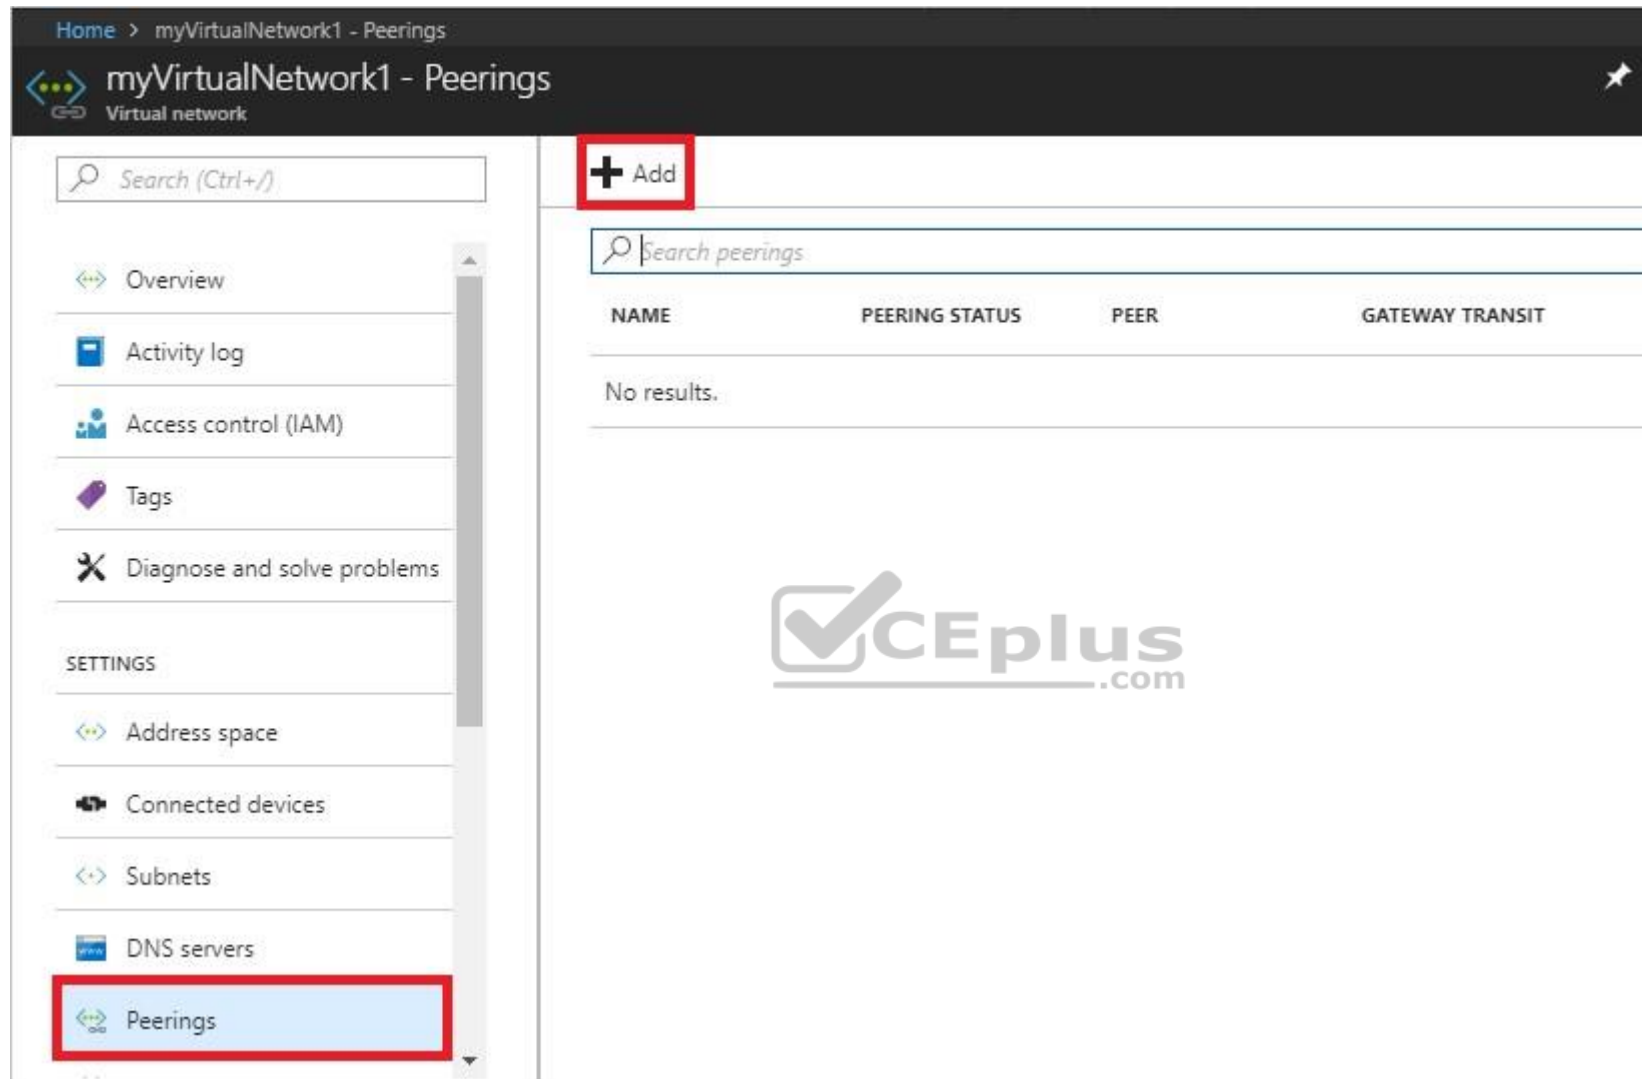 Home > myVirtualNetwork1 - Peerings
myVirtualNetwork1 - Peerings
Virtual network
Search (Ctrl+/)
Overview
Activity log
Access control (IAM)
Tags
Diagnose and solve problems
SETTINGS
Address space
Connected devices
Subnets
DNS servers
Peerings
Add
Search peerings
NAME PEERING STATUS PEER GATEWAY TRANSIT
No results.
VCEplus
.com